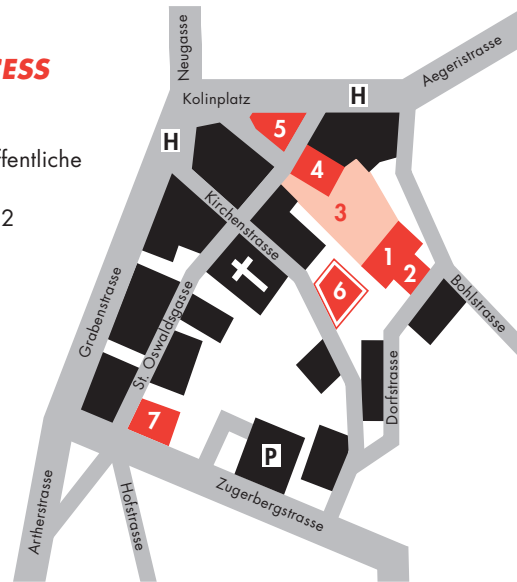 ESS
ffentliche
2
Neugasse
Aegeristrasse
Kolinplatz
H
H
5
4
3
Kirchenstrasse
1
2
6
Bohlstrasse
Grabenstrasse
St. Oswaldsgasse
Dorfstrasse
7
P
Zugerbergstrasse
Artherstrasse
Hofstrasse